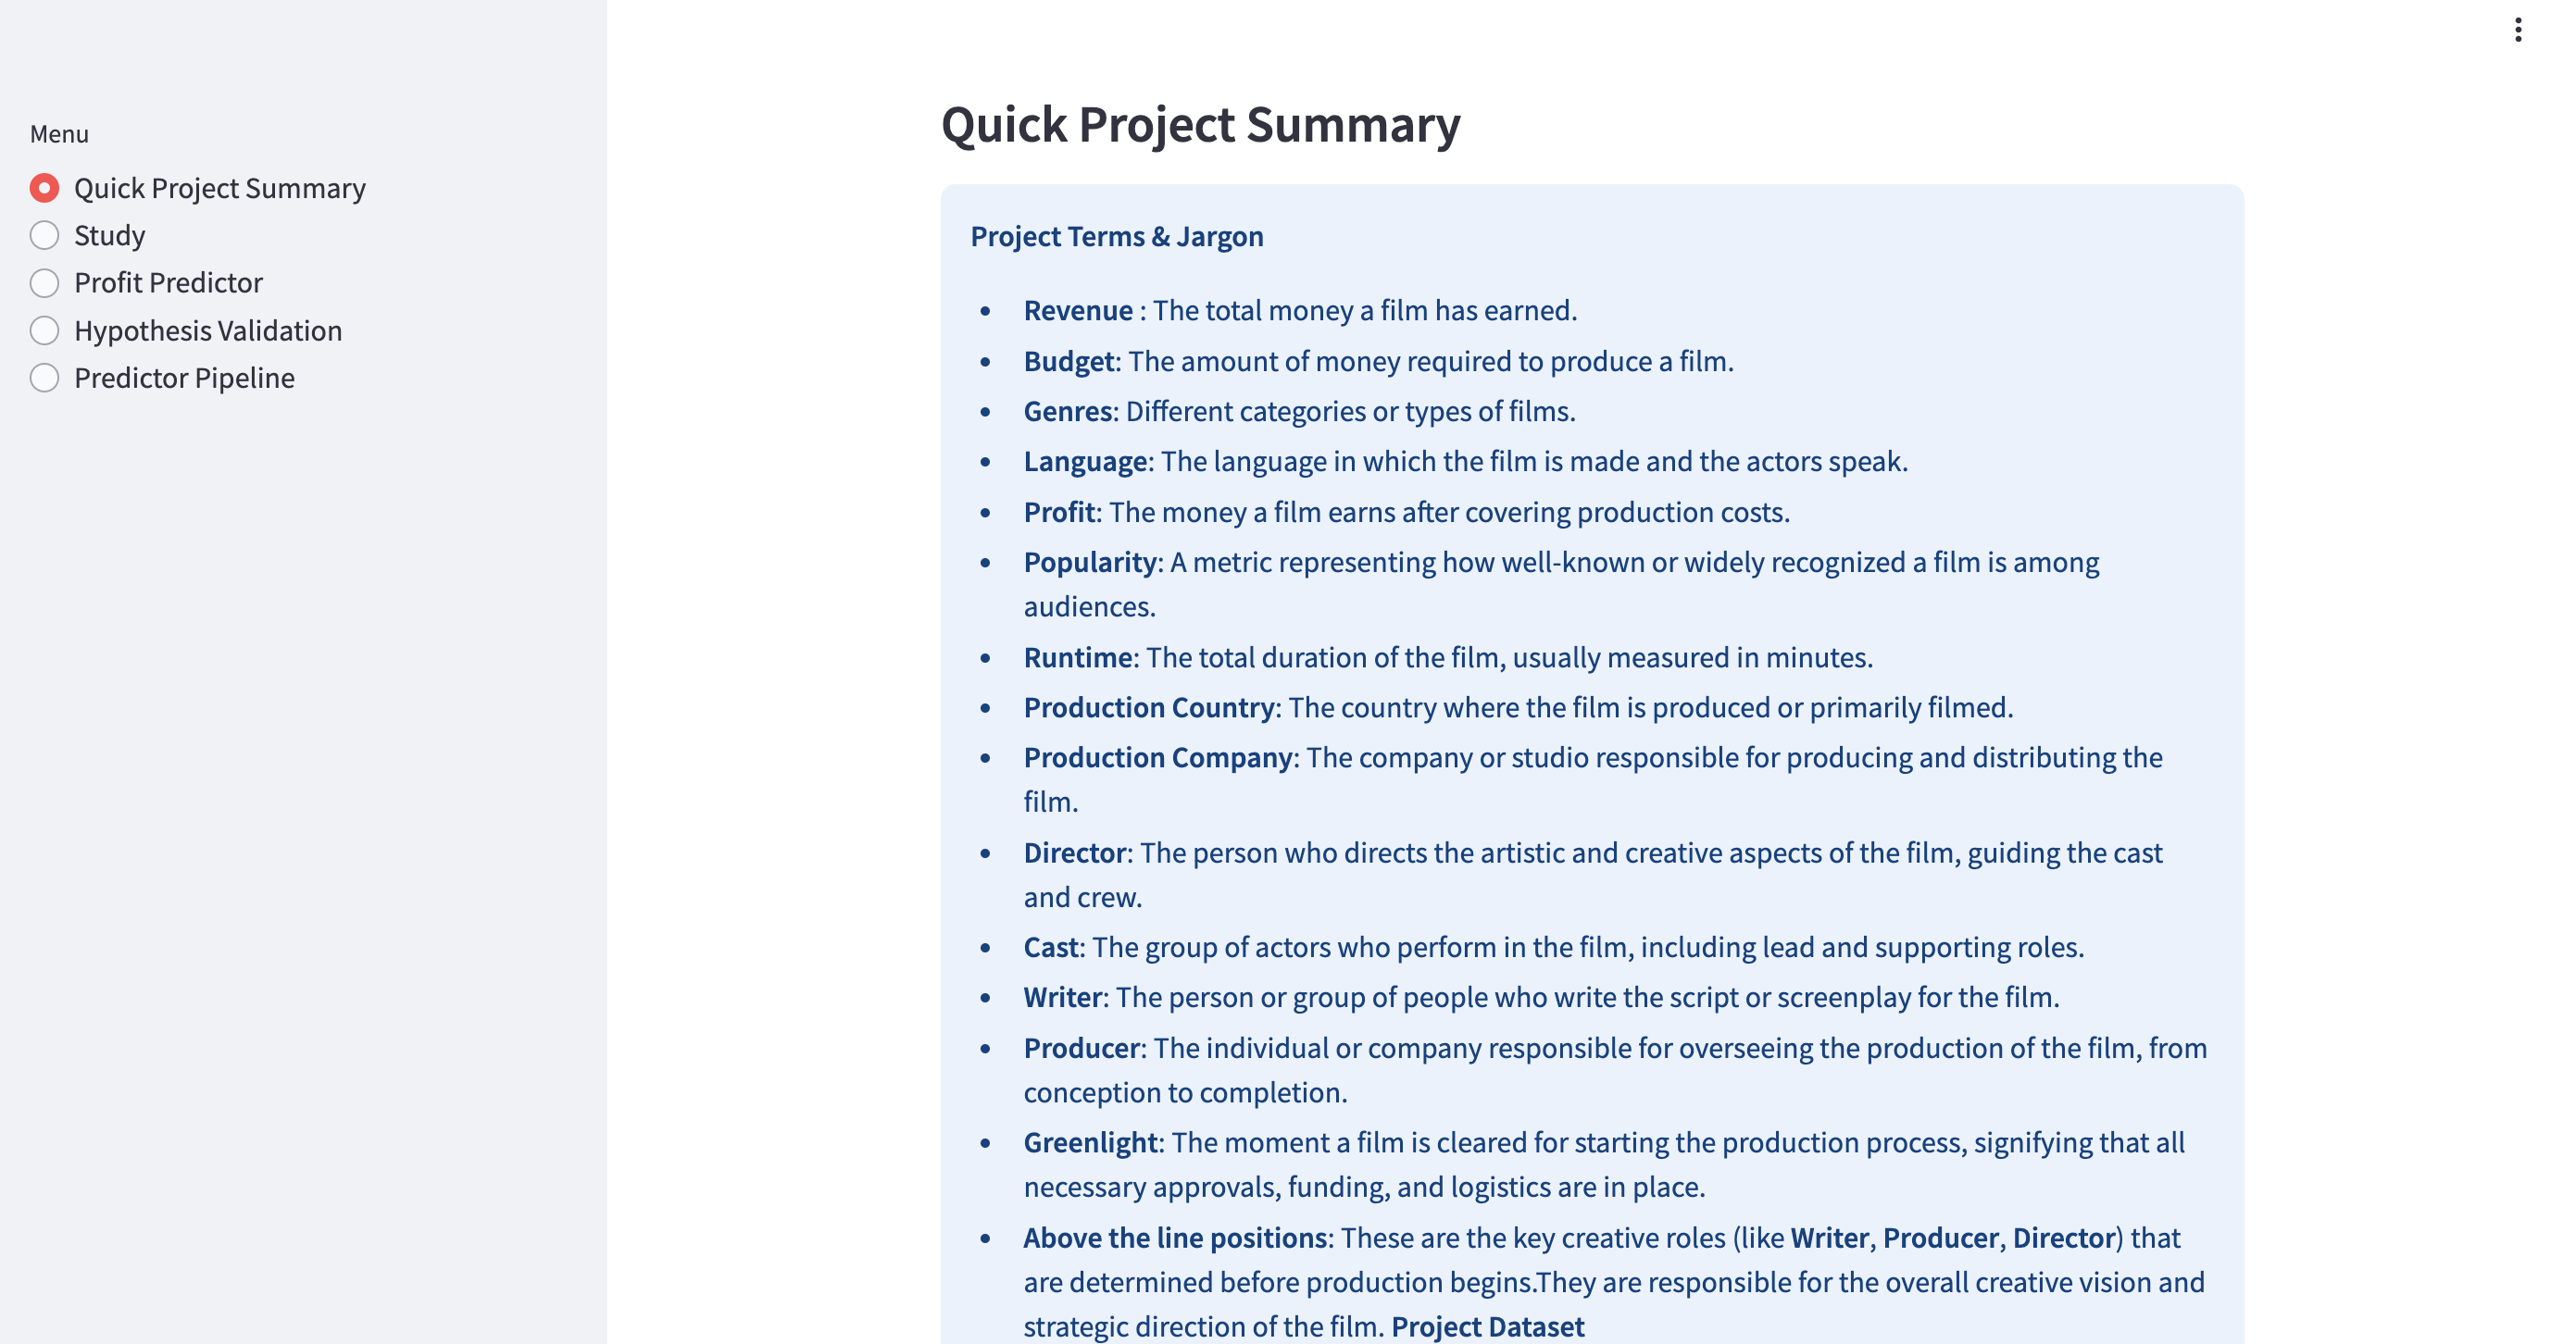 Menu
Quick Project Summary
Study
Profit Predictor
Hypothesis Validation
Predictor Pipeline
Quick Project Summary
Project Terms & Jargon
Revenue : The total money a film has earned.
Budget: The amount of money required to produce a film.
Genres: Different categories or types of films.
Language: The language in which the film is made and the actors speak.
Profit: The money a film earns after covering production costs.
Popularity: A metric representing how well-known or widely recognized a film is among
audiences.
Runtime: The total duration of the film, usually measured in minutes.
Production Country: The country where the film is produced or primarily filmed.
Production Company: The company or studio responsible for producing and distributing the
film.
Director: The person who directs the artistic and creative aspects of the film, guiding the cast
and crew.
Cast: The group of actors who perform in the film, including lead and supporting roles.
Writer: The person or group of people who write the script or screenplay for the film.
Producer: The individual or company responsible for overseeing the production of the film, from
conception to completion.
Greenlight: The moment a film is cleared for starting the production process, signifying that all
necessary approvals, funding, and logistics are in place.
Above the line positions: These are the key creative roles (like Writer, Producer, Director) that
are determined before production begins.They are responsible for the overall creative vision and
strategic direction of the film. Project Dataset